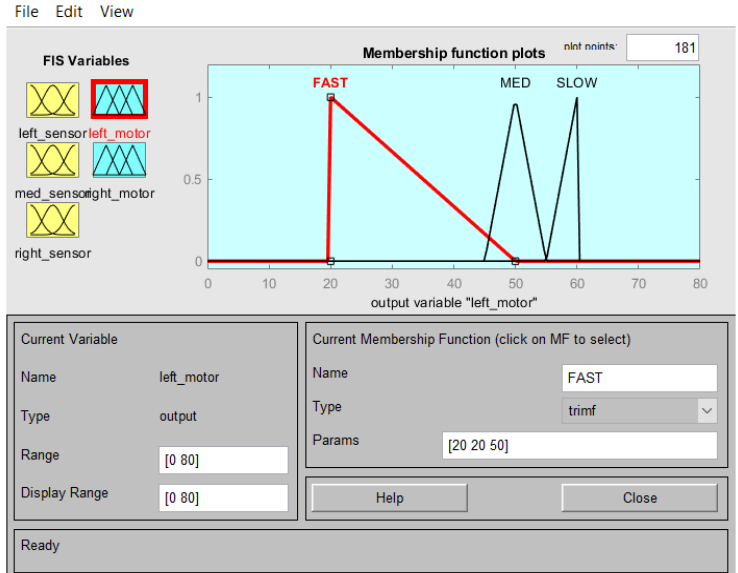 File Edit View
FIS Variables
Membership function plots
plot points:
181
left_sensor
left_motor
med_sensor
right_motor
right_sensor
FAST
MED
SLOW
1
0.5
0
0 10 20 30 40 50 60 70 80
output variable "left_motor"
Current Variable
Name left_motor
Type output
Range [0 80]
Display Range [0 80]
Current Membership Function (click on MF to select)
Name FAST
Type trimf
Params [20 20 50]
Help Close
Ready